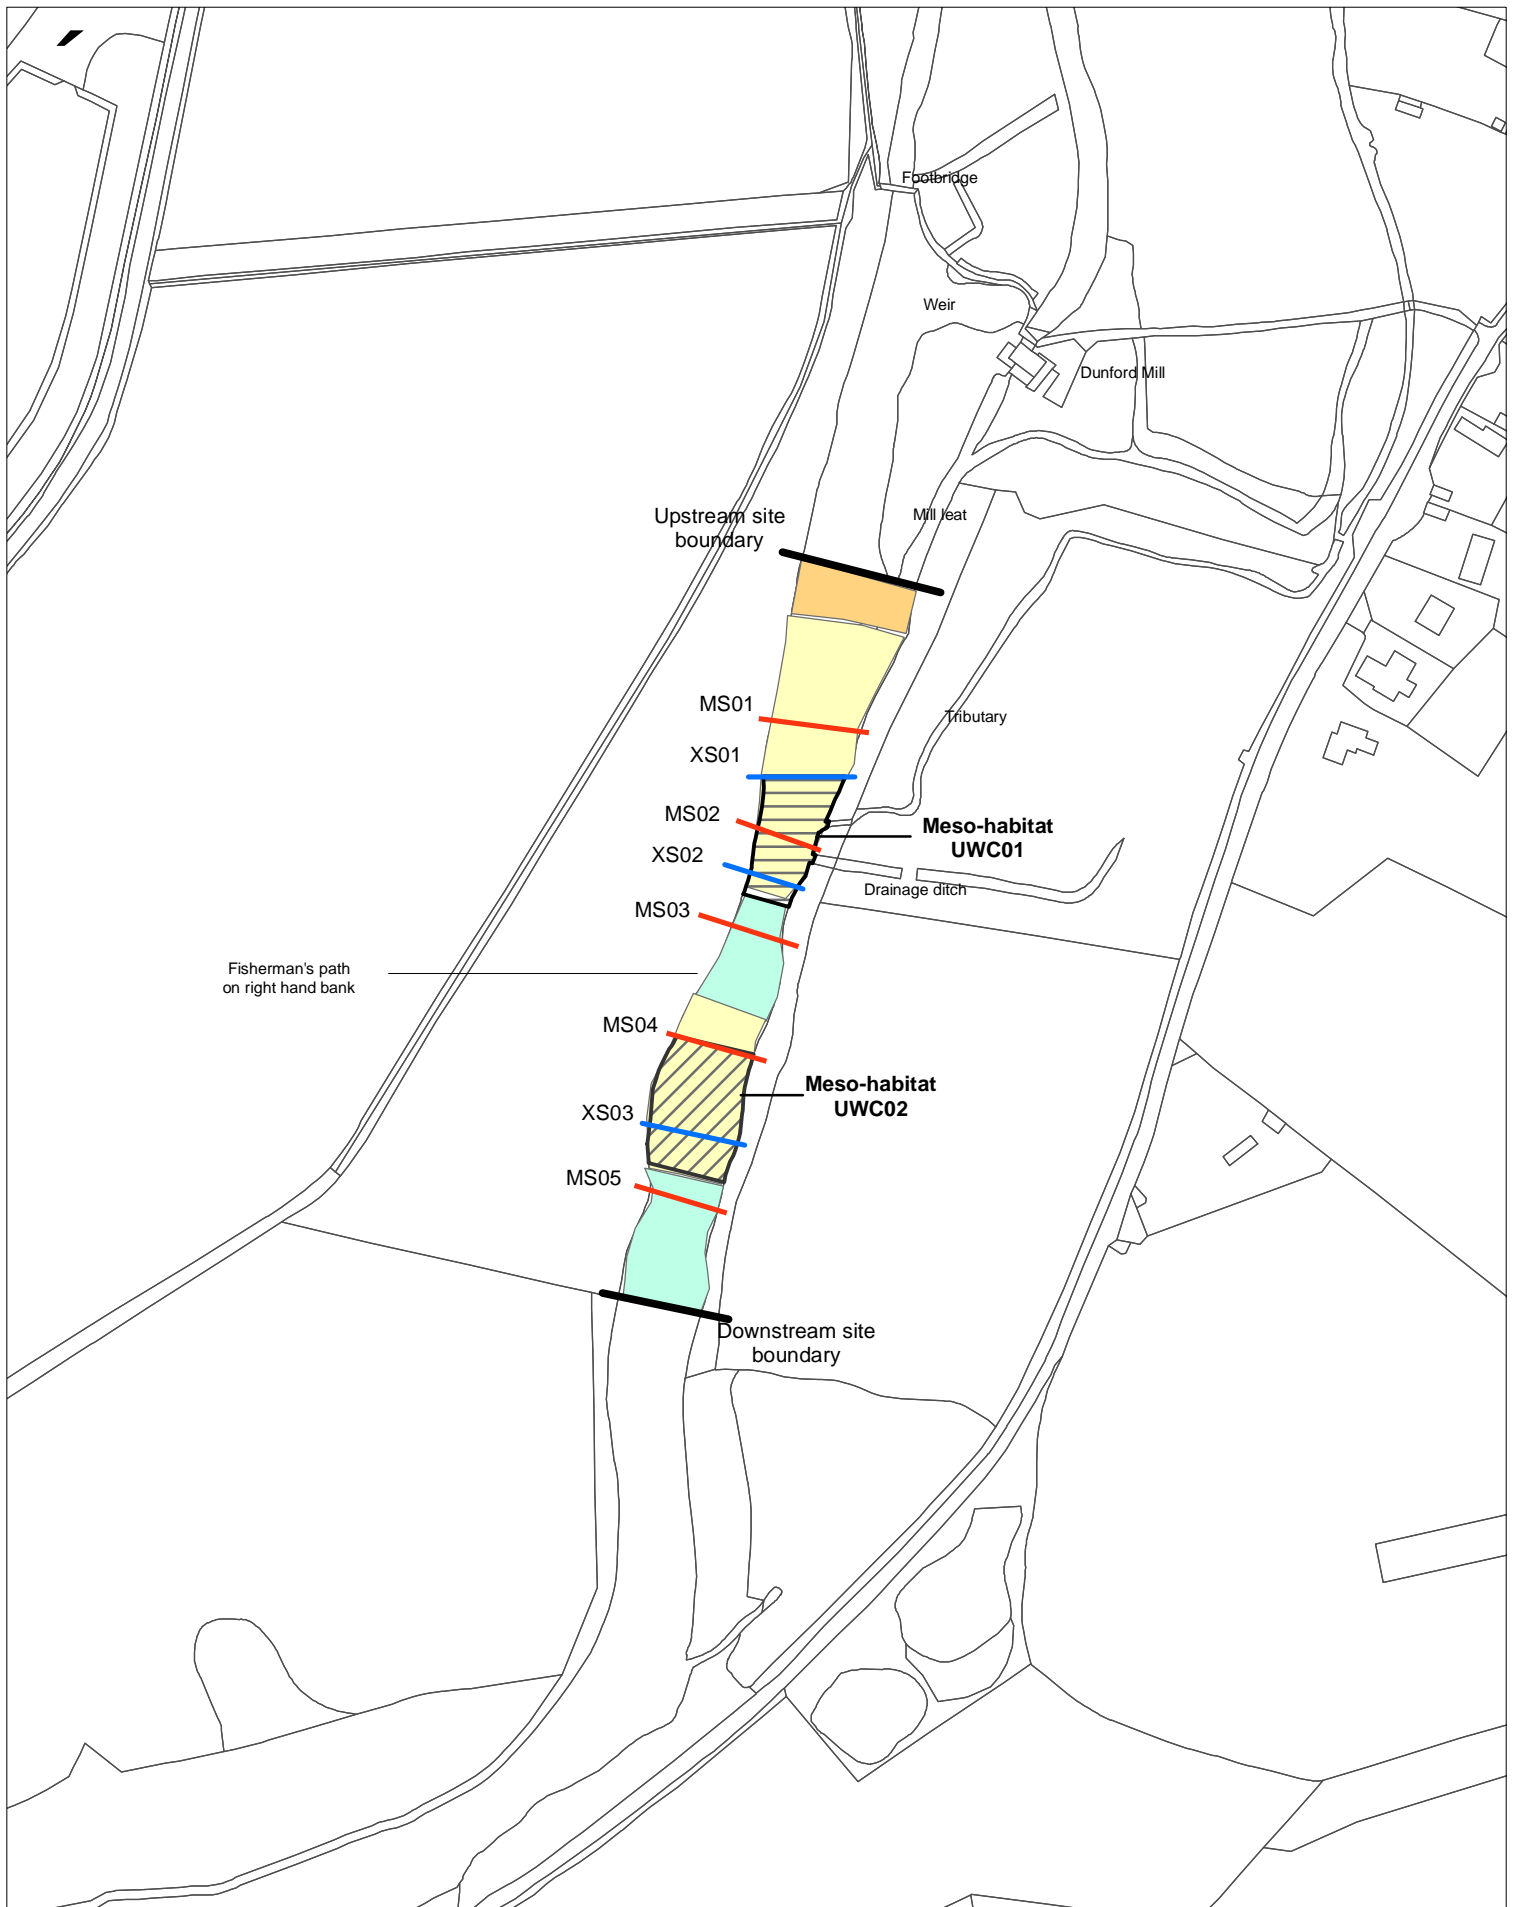 Footbridge
Weir
Dunford Mill
Upstream site
boundary
Mill leat
MS01
Tributary
XS01
MS02
Meso-habitat
UWC01
XS02
Drainage ditch
MS03
Fisherman's path
on right hand bank
MS04
Meso-habitat
UWC02
XS03
MS05
Downstream site
boundary